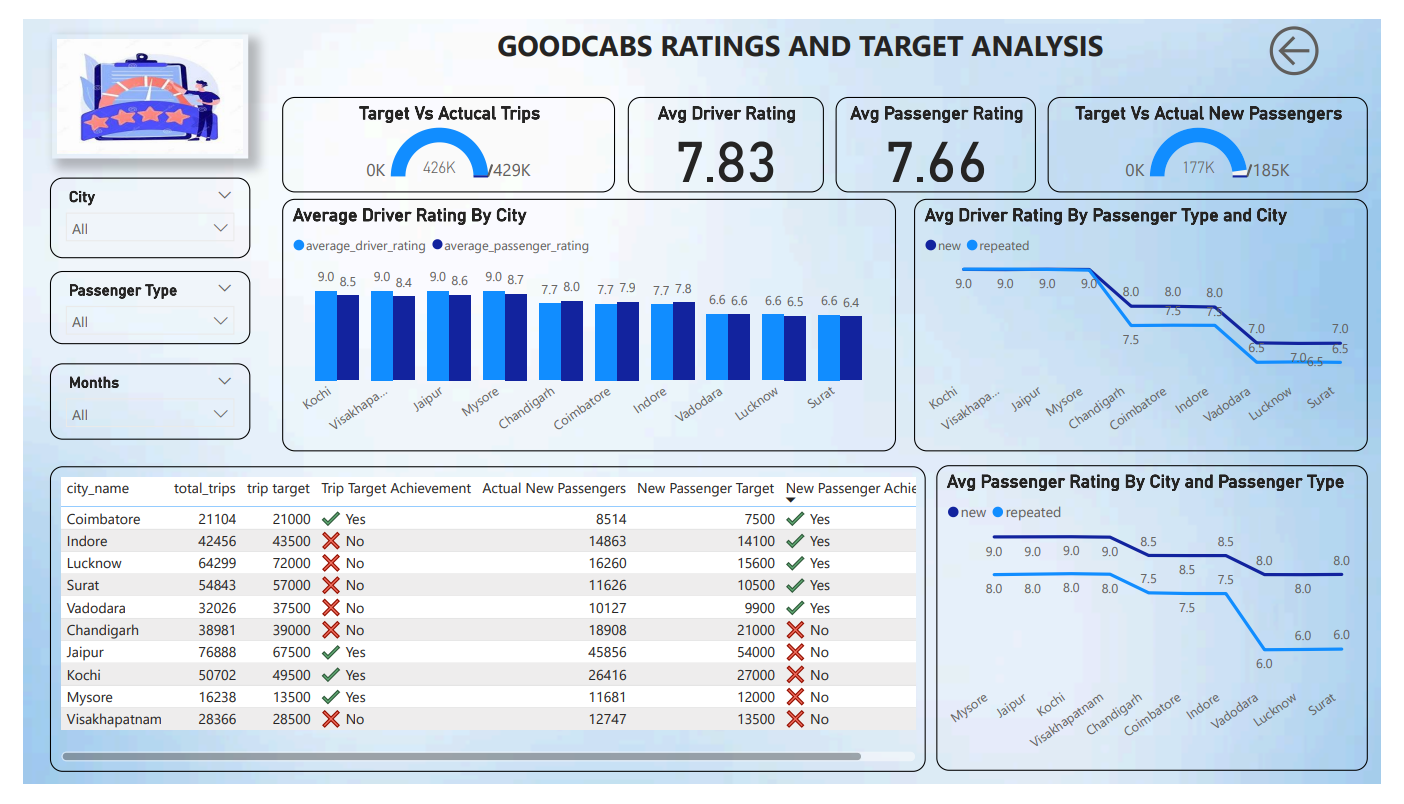 GOODCABS RATINGS AND TARGET ANALYSIS
Target Vs Actucal Trips
0K 426K 429K
Avg Driver Rating
7.83
Avg Passenger Rating
7.66
Target Vs Actual New Passengers
0K 177K 185K
City
All
Passenger Type
All
Months
All
Average Driver Rating By City
average_driver_rating average_passenger_rating
9.0 8.5 9.0 8.4 9.0 8.6 9.0 8.7 7.7 8.0 7.7 7.9 7.7 7.8 6.6 6.6 6.6 6.5 6.6 6.4
Kochi Visakhapa... Jaipur Mysore Chandigarh Coimbatore Indore Vadodara Lucknow Surat
Avg Driver Rating By Passenger Type and City
new repeated
9.0 9.0 9.0 9.0 8.0 8.0 8.0 7.0 7.0 7.0
7.5 7.5 7.5 6.5 6.5 6.5
Kochi Visakhapa... Jaipur Mysore Chandigarh Coimbatore Indore Vadodara Lucknow Surat
city_name total_trips trip target Trip Target Achievement Actual New Passengers New Passenger Target New Passenger Achie
Coimbatore 21104 21000 Yes 8514 7500 Yes
Indore 42456 43500 No 14863 14100 Yes
Lucknow 64299 72000 No 16260 15600 Yes
Surat 54843 57000 No 11626 10500 Yes
Vadodara 32026 37500 No 10127 9900 Yes
Chandigarh 38981 39000 No 18908 21000 No
Jaipur 76888 67500 Yes 45856 54000 No
Kochi 50702 49500 Yes 26416 27000 No
Mysore 16238 13500 Yes 11681 12000 No
Visakhapatnam 28366 28500 No 12747 13500 No
Avg Passenger Rating By City and Passenger Type
new repeated
9.0 9.0 9.0 9.0 8.5 8.5 8.5 8.0 8.0 8.0
8.0 8.0 8.0 8.0 7.5 7.5 7.5 6.0 6.0 6.0
Mysore Jaipur Kochi Visakhapatnam Chandigarh Coimbatore Indore Vadodara Lucknow Surat